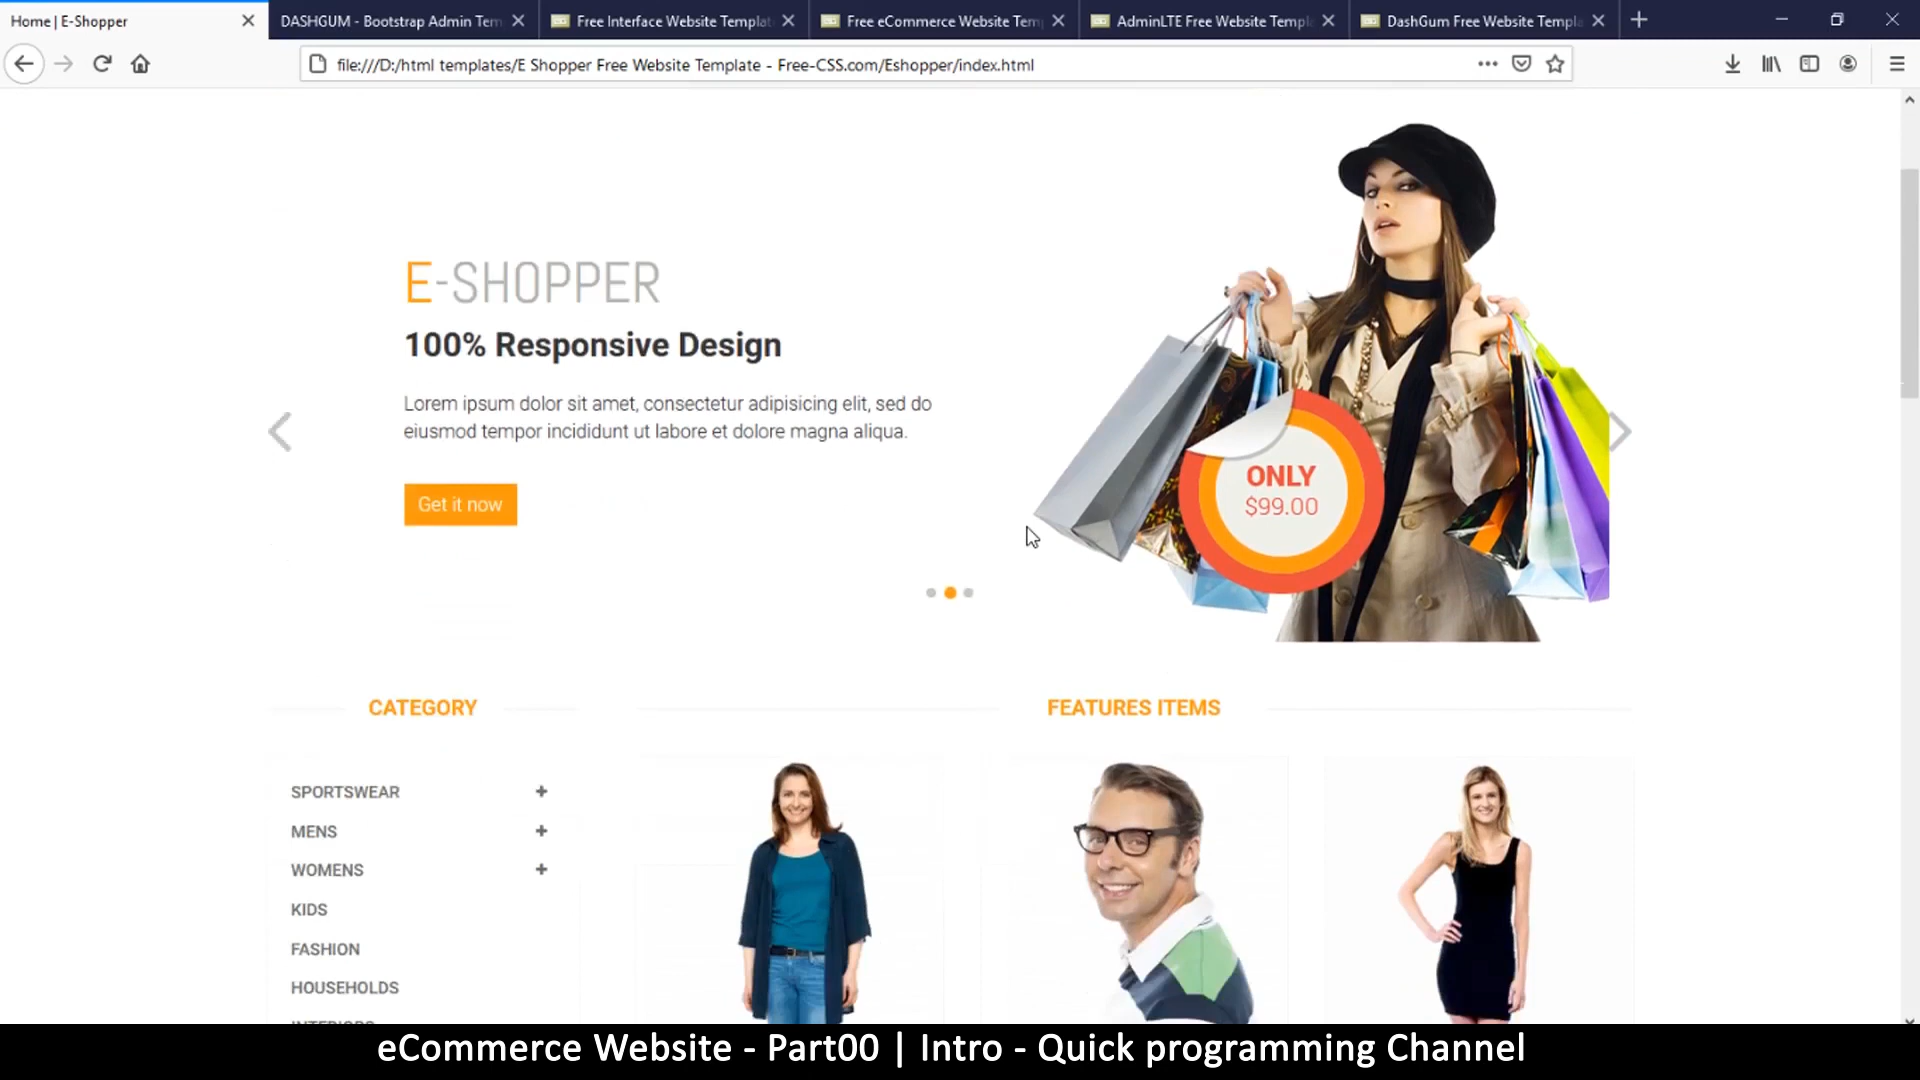 Home | E-Shopper
DASHGUM - Bootstrap Admin Tem
Free Interface Website Templat
Free eCommerce Website Tem
AdminLTE Free Website Templ
DashGum Free Website Templa
file:///D:/html templates/E Shopper Free Website Template - Free-CSS.com/Eshopper/index.html
E-SHOPPER
100% Responsive Design
Lorem ipsum dolor sit amet, consectetur adipisicing elit, sed do
eiusmod tempor incididunt ut labore et dolore magna aliqua.
Get it now
ONLY
$99.00
CATEGORY
FEATURES ITEMS
SPORTSWEAR
MENS
WOMENS
KIDS
FASHION
HOUSEHOLDS
eCommerce Website - Part00 | Intro - Quick programming Channel